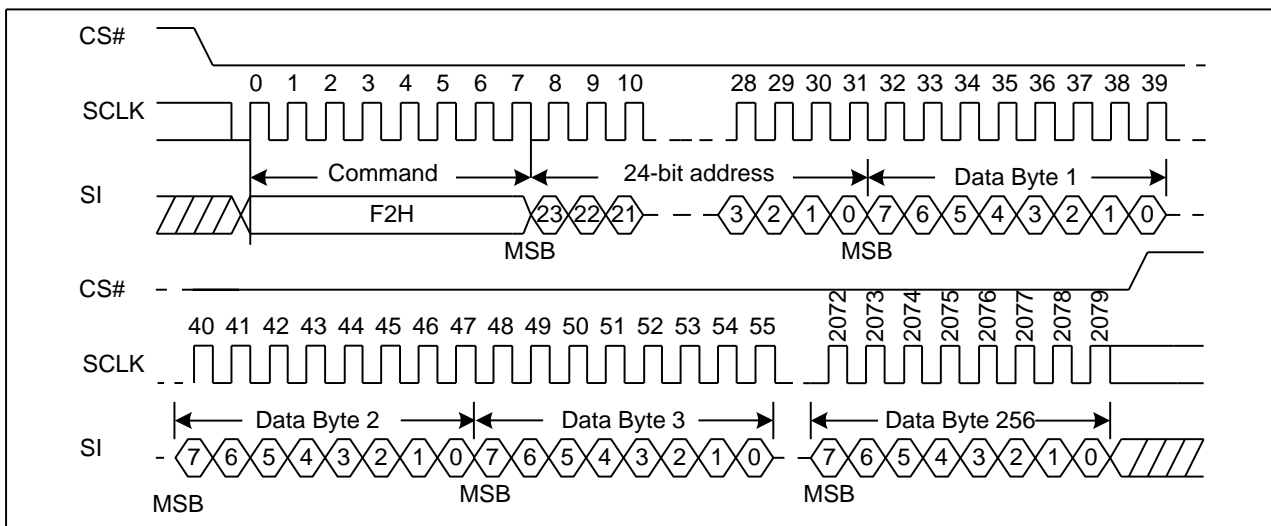 CS#
0 1 2 3 4 5 6 7 8 9 10 28 29 30 31 32 33 34 35 36 37 38 39
SCLK
Command 24-bit address Data Byte 1
SI
F2H 23 22 21 3 2 1 0 7 6 5 4 3 2 1 0
MSB MSB
CS#
40 41 42 43 44 45 46 47 48 49 50 51 52 53 54 55 2072 2073 2074 2075 2076 2077 2078 2079
SCLK
Data Byte 2 Data Byte 3 Data Byte 256
SI
7 6 5 4 3 2 1 0 7 6 5 4 3 2 1 0 7 6 5 4 3 2 1 0
MSB MSB MSB